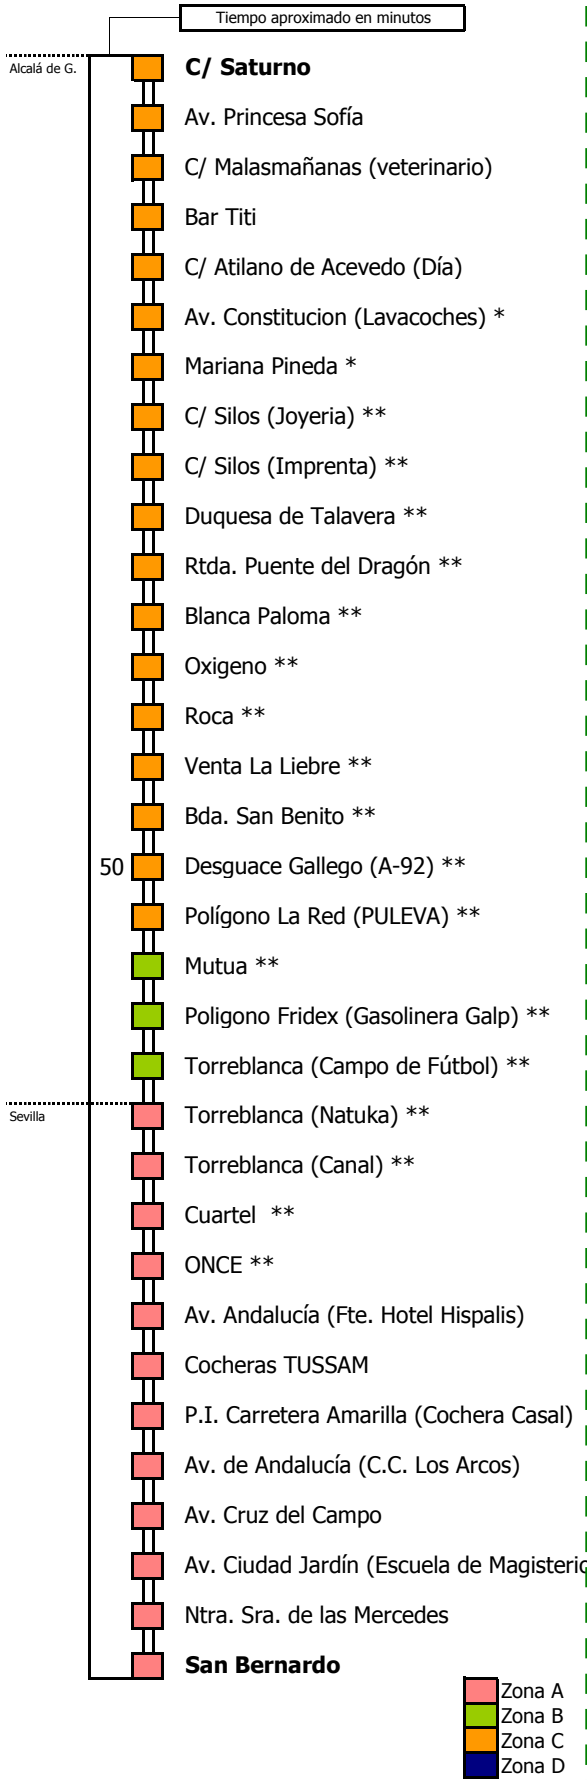 Tiempo aproximado en minutos
Alcalá de G.
C/ Saturno
Av. Princesa Sofía
C/ Malasmañanas (veterinario)
Bar Titi
C/ Atilano de Acevedo (Día)
Av. Constitucion (Lavacoches) *
Mariana Pineda *
C/ Silos (Joyeria) **
C/ Silos (Imprenta) **
Duquesa de Talavera **
Rtda. Puente del Dragón **
Blanca Paloma **
Oxigeno **
Roca **
Venta La Liebre **
Bda. San Benito **
50 Desguace Gallego (A-92) **
Polígono La Red (PULEVA) **
Mutua **
Poligono Fridex (Gasolinera Galp) **
Torreblanca (Campo de Fútbol) **
Sevilla
Torreblanca (Natuka) **
Torreblanca (Canal) **
Cuartel  **
ONCE **
Av. Andalucía (Fte. Hotel Hispalis)
Cocheras TUSSAM
P.I. Carretera Amarilla (Cochera Casal)
Av. de Andalucía (C.C. Los Arcos)
Av. Cruz del Campo
Av. Ciudad Jardín (Escuela de Magisterio
Ntra. Sra. de las Mercedes
San Bernardo
Zona A
Zona B
Zona C
Zona D